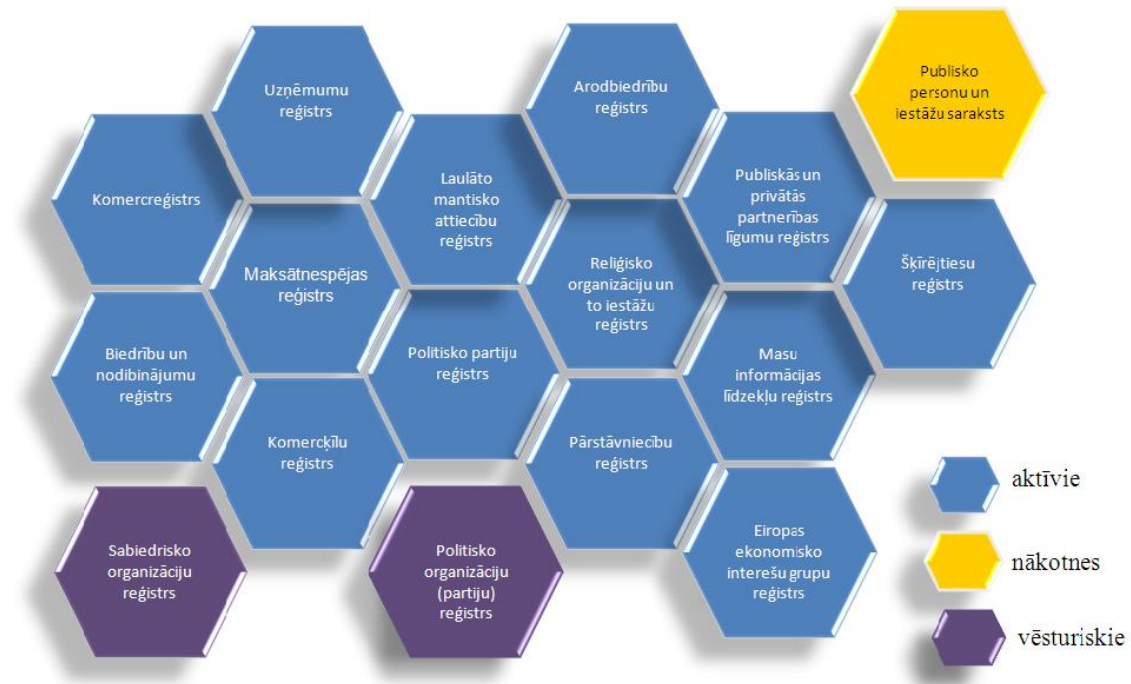 Uzņēmumu
reģistrs
Arodbiedrību
reģistrs
Publisko
personu un
iestāžu saraksts
Komercreģistrs
Laulāto
mantisko
attiecību
reģistrs
Publiskās un
privātās
partnerības
līgumu reģistrs
Maksātnespējas
reģistrs
Reliģisko
organizāciju un
to iestāžu
reģistrs
Šķīrējtiesu
reģistrs
Biedrību un
nodibinājumu
reģistrs
Politisko partiju
reģistrs
Masu
informācijas
līdzekļu reģistrs
Komercķīlu
reģistrs
Pārstāvniecību
reģistrs
Sabiedrisko
organizāciju
reģistrs
Politisko
organizāciju
(partiju)
reģistrs
Eiropas
ekonomisko
interešu grupu
reģistrs
aktīvie
nākotnes
vēsturiskie